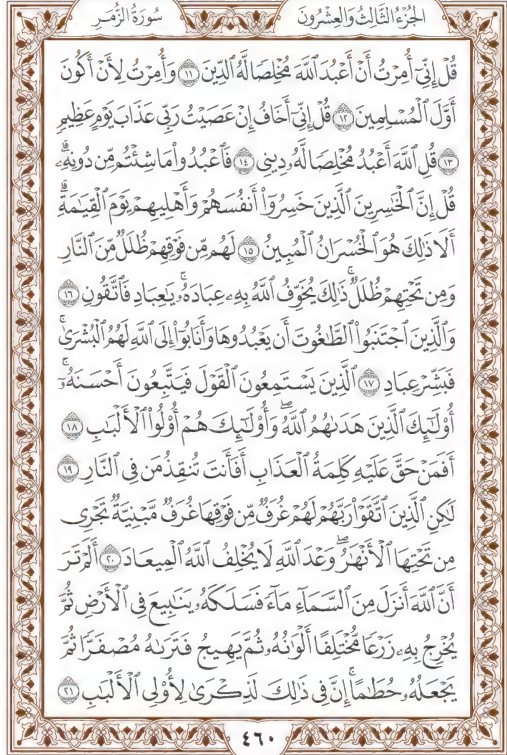 الجزء الثالث والعشرون سورة الزمر
قُلْ إِنِّيٓ أُمِرْتُ أَنْ أَعْبُدَ ٱللَّهَ مُخْلِصًا لَّهُ ٱلدِّينَ ١١ وَأُمِرْتُ لِأَنْ أَكُونَ
أَوَّلَ ٱلْمُسْلِمِينَ ١٢ قُلْ إِنِّيٓ أَخَافُ إِنْ عَصَيْتُ رَبِّي عَذَابَ يَوْمٍ عَظِيمٍ
١٣ قُلِ ٱللَّهَ أَعْبُدُ مُخْلِصًا لَّهُۥ دِينِي ١٤ فَٱعْبُدُوا۟ مَا شِئْتُم مِّن دُونِهِۦۗ
قُلْ إِنَّ ٱلْخَٰسِرِينَ ٱلَّذِينَ خَسِرُوٓا۟ أَنفُسَهُمْ وَأَهْلِيهِمْ يَوْمَ ٱلْقِيَٰمَةِۗ
أَلَا ذَٰلِكَ هُوَ ٱلْخُسْرَانُ ٱلْمُبِينُ ١٥ لَهُم مِّن فَوْقِهِمْ ظُلَلٌ مِّنَ ٱلنَّارِ
وَمِن تَحْتِهِمْ ظُلَلٌۚ ذَٰلِكَ يُخَوِّفُ ٱللَّهُ بِهِۦ عِبَادَهُۥۚ يَٰعِبَادِ فَٱتَّقُونِ ١٦
وَٱلَّذِينَ ٱجْتَنَبُوا۟ ٱلطَّٰغُوتَ أَن يَعْبُدُوهَا وَأَنَابُوٓا۟ إِلَى ٱللَّهِ لَهُمُ ٱلْبُشْرَىٰۚ
فَبَشِّرْ عِبَادِ ١٧ ٱلَّذِينَ يَسْتَمِعُونَ ٱلْقَوْلَ فَيَتَّبِعُونَ أَحْسَنَهُۥٓۚ
أُو۟لَٰٓئِكَ ٱلَّذِينَ هَدَىٰهُمُ ٱللَّهُۖ وَأُو۟لَٰٓئِكَ هُمْ أُو۟لُوا۟ ٱلْأَلْبَٰبِ ١٨
أَفَمَنْ حَقَّ عَلَيْهِ كَلِمَةُ ٱلْعَذَابِ أَفَأَنتَ تُنقِذُ مَن فِي ٱلنَّارِ ١٩
لَٰكِنِ ٱلَّذِينَ ٱتَّقَوْا۟ رَبَّهُمْ لَهُمْ غُرَفٌ مِّن فَوْقِهَا غُرَفٌ مَّبْنِيَّةٌ تَجْرِي
مِن تَحْتِهَا ٱلْأَنْهَٰرُۖ وَعْدَ ٱللَّهِ لَا يُخْلِفُ ٱللَّهُ ٱلْمِيعَادَ ٢٠ أَلَمْ تَرَ
أَنَّ ٱللَّهَ أَنزَلَ مِنَ ٱلسَّمَآءِ مَآءً فَسَلَكَهُۥ يَنَٰبِيعَ فِي ٱلْأَرْضِ ثُمَّ
يُخْرِجُ بِهِۦ زَرْعًا مُّخْتَلِفًا أَلْوَٰنُهُۥ ثُمَّ يَهِيجُ فَتَرَىٰهُ مُصْفَرًّا ثُمَّ
يَجْعَلُهُۥ حُطَٰمًاۚ إِنَّ فِي ذَٰلِكَ لَذِكْرَىٰ لِأُو۟لِي ٱلْأَلْبَٰبِ ٢١
٤٦٠